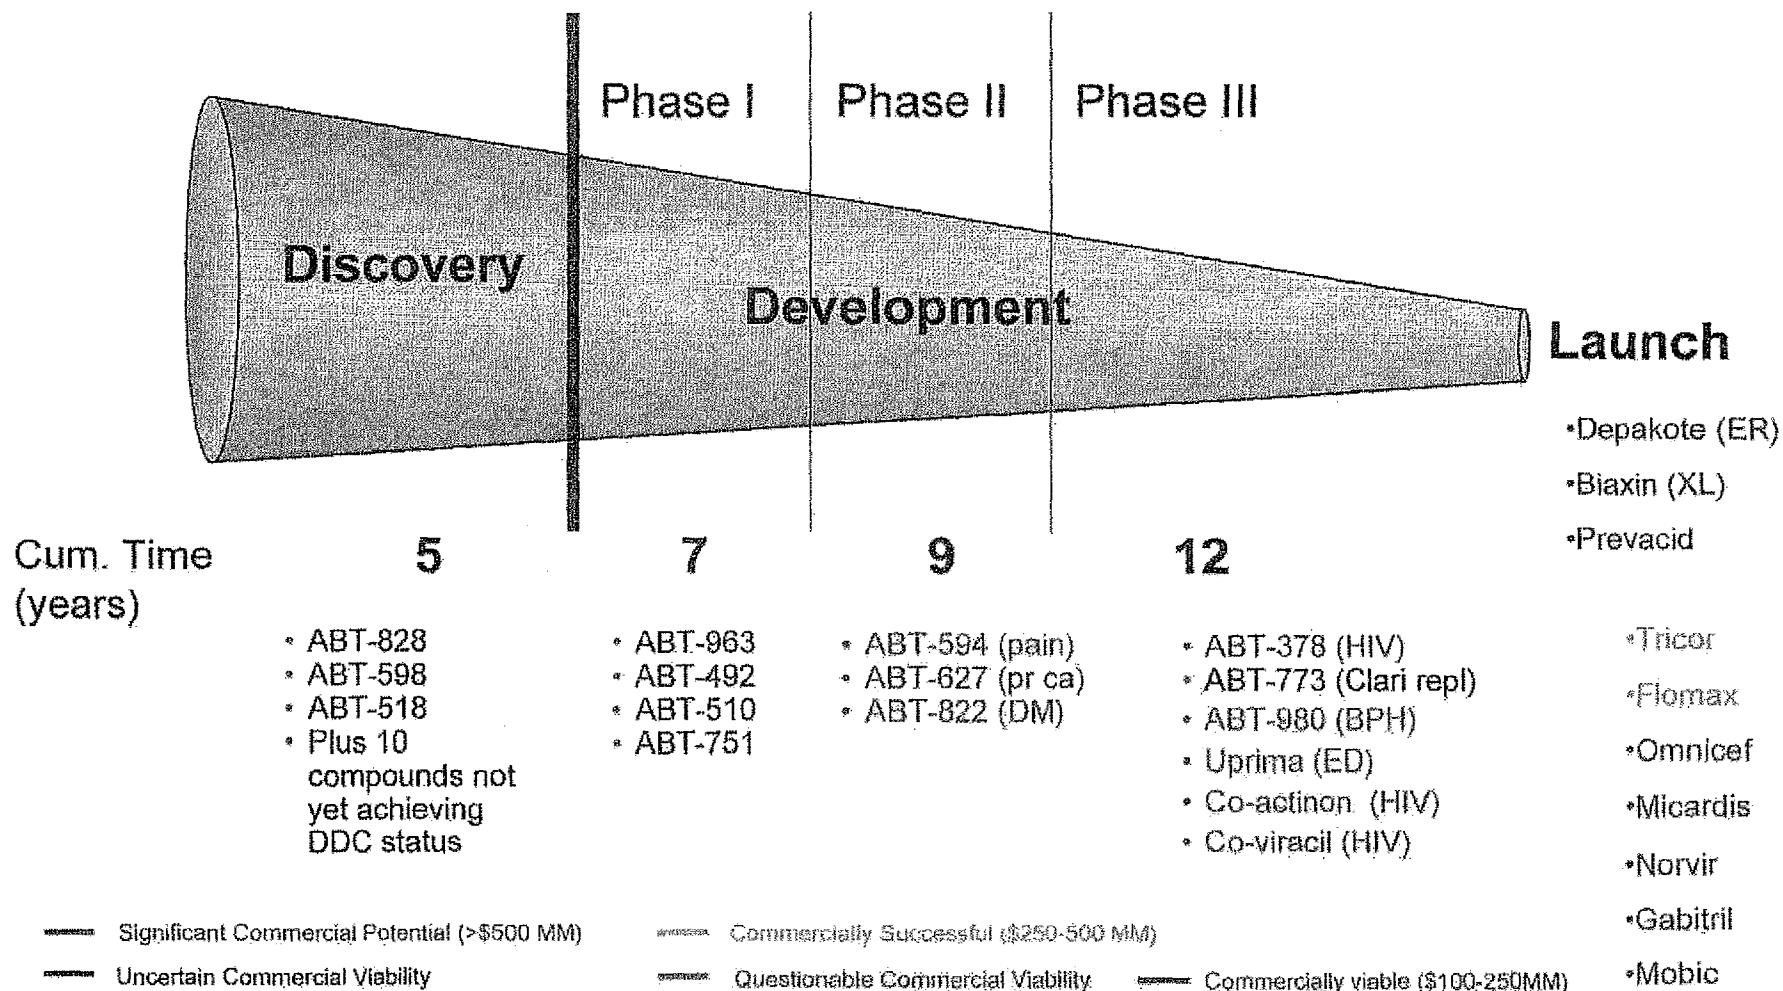 Phase I
Phase II
Phase III
Discovery
Development
Launch
•Depakote (ER)
•Biaxin (XL)
•Prevacid
Cum. Time
(years)
5
7
9
12
• ABT-828
• ABT-598
• ABT-518
• Plus 10
compounds not
yet achieving
DDC status
• ABT-963
• ABT-492
• ABT-510
• ABT-751
• ABT-594 (pain)
• ABT-627 (pr ca)
• ABT-822 (DM)
• ABT-378 (HIV)
• ABT-773 (Clari repl)
• ABT-980 (BPH)
• Uprima (ED)
• Co-actinon (HIV)
• Co-viracil (HIV)
•Tricor
•Flomax
•Omnicef
•Micardis
•Norvir
•Gabitril
•Mobic
Significant Commercial Potential (>$500 MM)
Commercially Successful ($250-500 MM)
Uncertain Commercial Viability
Questionable Commercial Viability
Commercially viable ($100-250MM)